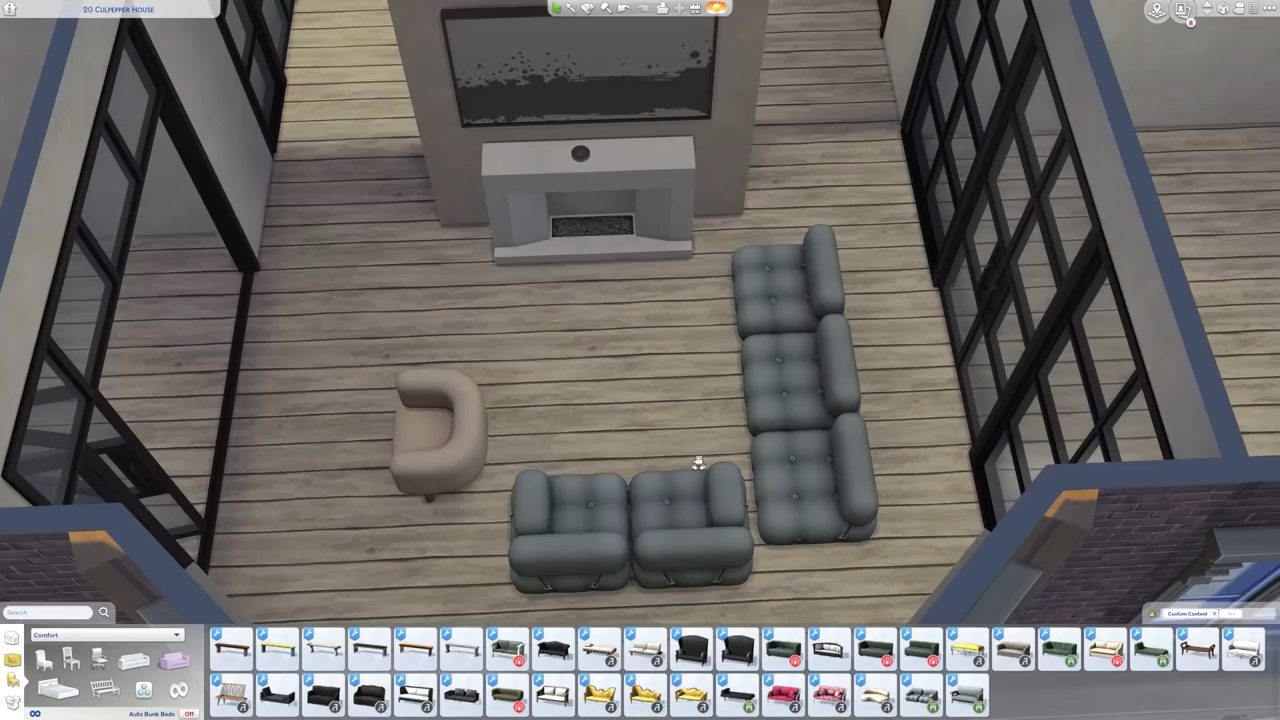 20 Culpepper House
Search
Custom Content
Comfort
Auto Bunk Beds Off